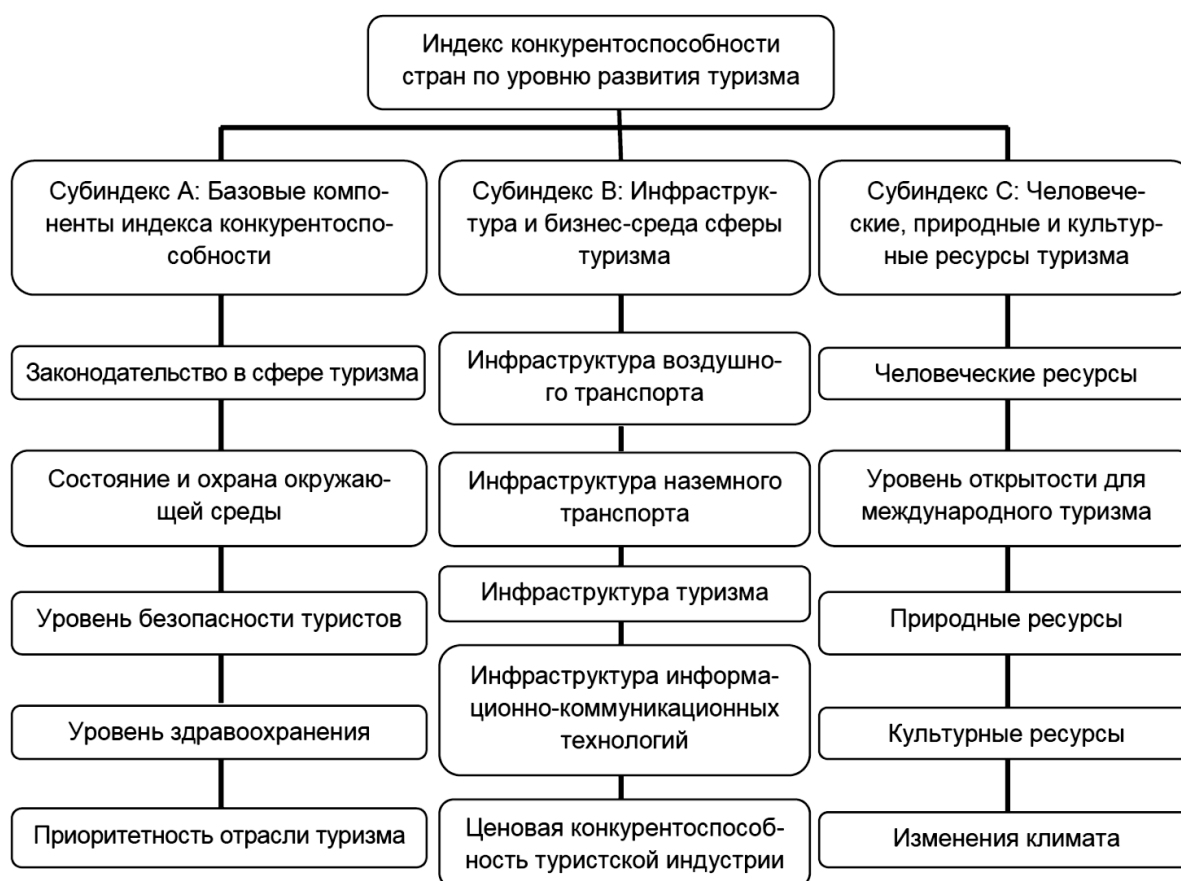 Индекс конкурентоспособности
стран по уровню развития туризма
Субиндекс А: Базовые компо-
ненты индекса конкурентоспо-
собности
Законодательство в сфере туризма
Состояние и охрана окружаю-
щей среды
Уровень безопасности туристов
Уровень здравоохранения
Приоритетность отрасли туризма
Субиндекс В: Инфраструк-
тура и бизнес-среда сферы
туризма
Инфраструктура воздушно-
го транспорта
Инфраструктура наземного
транспорта
Инфраструктура туризма
Инфраструктура информа-
ционно-коммуникационных
технологий
Ценовая конкурентоспособ-
ность туристской индустрии
Субиндекс С: Человече-
ские, природные и культур-
ные ресурсы туризма
Человеческие ресурсы
Уровень открытости для
международного туризма
Природные ресурсы
Культурные ресурсы
Изменения климата